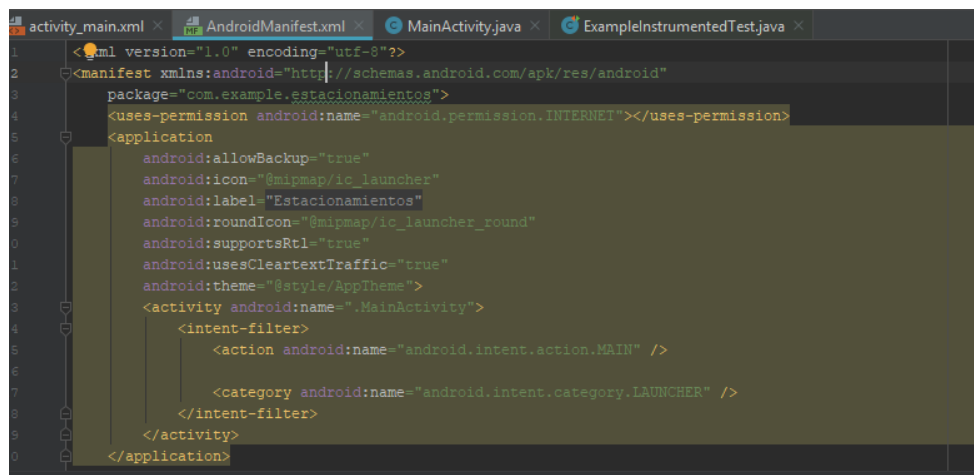 activity_main.xml × AndroidManifest.xml × MainActivity.java × ExampleInstrumentedTest.java ×
1 <?xml version="1.0" encoding="utf-8"?>
2 <manifest xmlns:android="http://schemas.android.com/apk/res/android"
3 package="com.example.estacionamientos">
4 <uses-permission android:name="android.permission.INTERNET"></uses-permission>
5 <application
6 android:allowBackup="true"
7 android:icon="@mipmap/ic_launcher"
8 android:label="Estacionamientos"
9 android:roundIcon="@mipmap/ic_launcher_round"
0 android:supportsRtl="true"
1 android:usesCleartextTraffic="true"
2 android:theme="@style/AppTheme">
3 <activity android:name=".MainActivity">
4 <intent-filter>
5 <action android:name="android.intent.action.MAIN" />
6
7 <category android:name="android.intent.category.LAUNCHER" />
8 </intent-filter>
9 </activity>
0 </application>